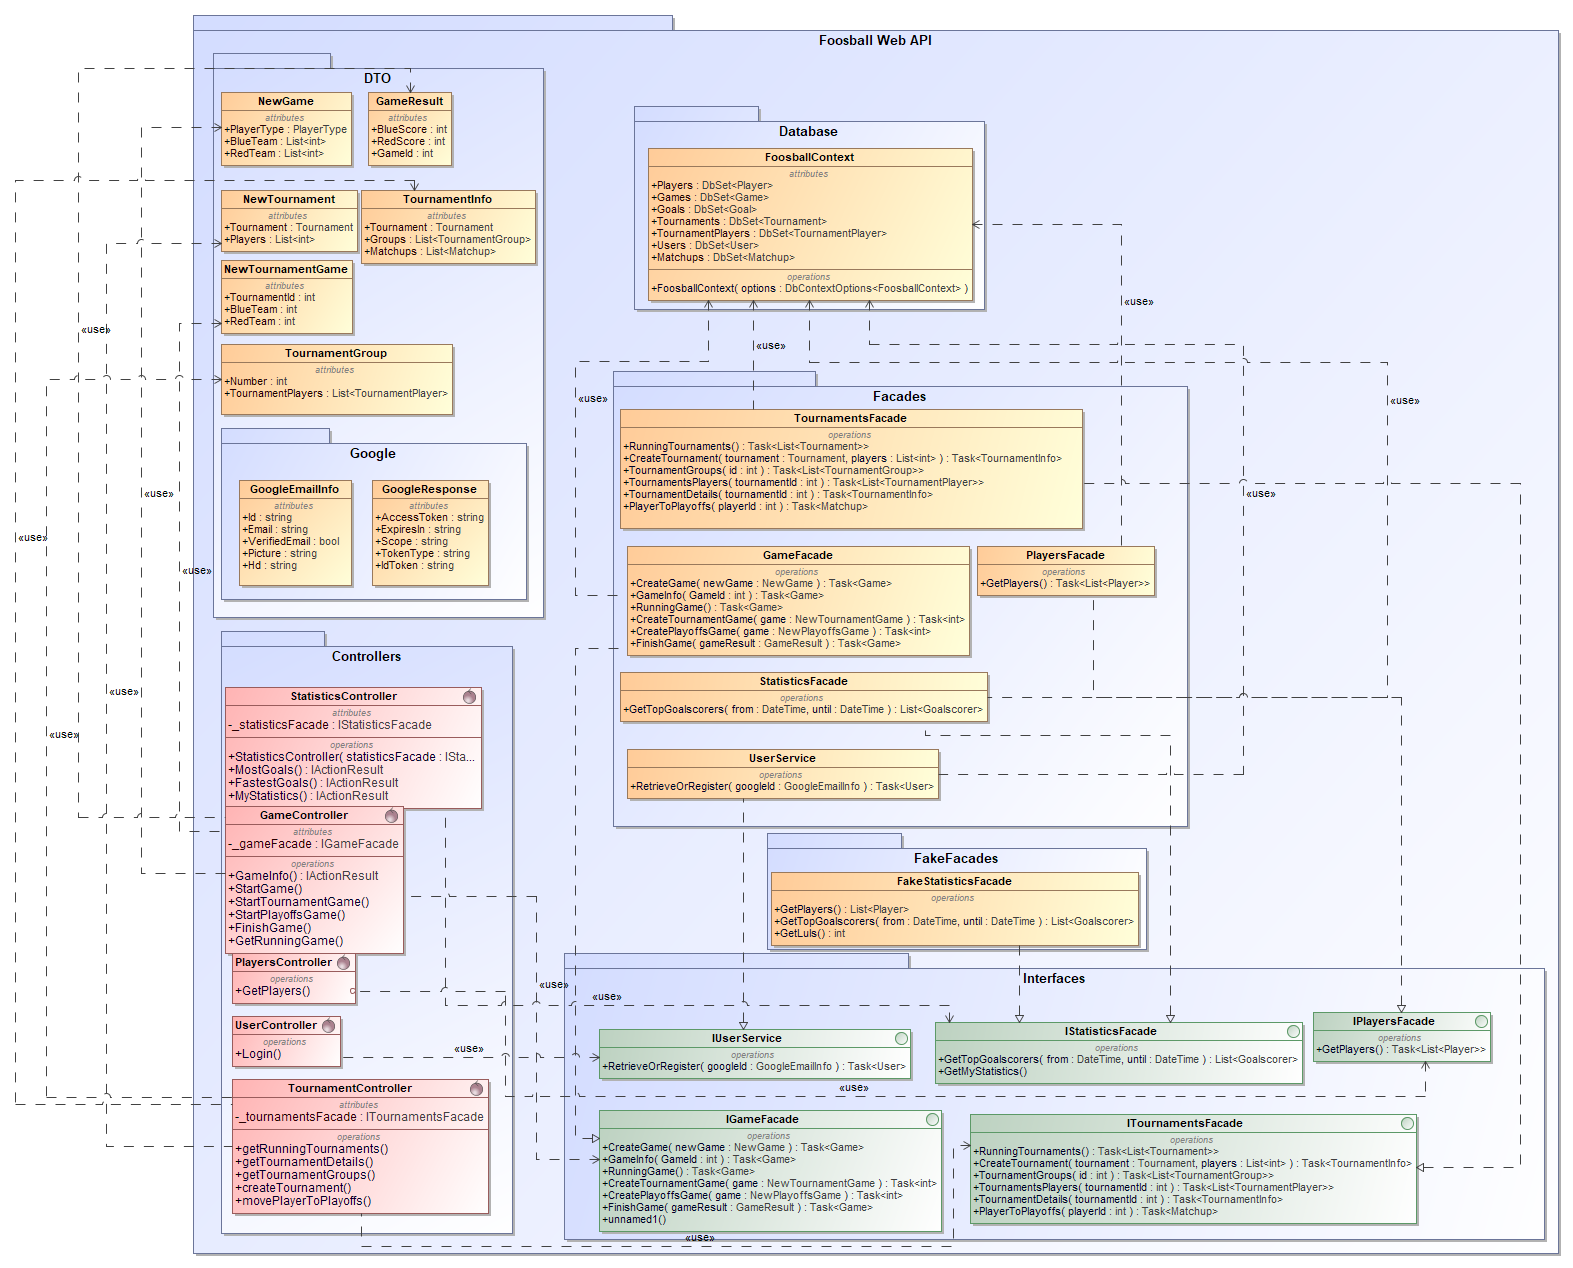 Foosball Web API
DTO
NewGame
attributes
+PlayerType : PlayerType
+BlueTeam : List<int>
+RedTeam : List<int>
GameResult
attributes
+BlueScore : int
+RedScore : int
+GameId : int
NewTournament
attributes
+Tournament : Tournament
+Players : List<int>
TournamentInfo
attributes
+Tournament : Tournament
+Groups : List<TournamentGroup>
+Matchups : List<Matchup>
NewTournamentGame
attributes
+TournamentId : int
+BlueTeam : int
+RedTeam : int
TournamentGroup
attributes
+Number : int
+TournamentPlayers : List<TournamentPlayer>
Google
GoogleEmailInfo
attributes
+Id : string
+Email : string
+VerifiedEmail : bool
+Picture : string
+Hd : string
GoogleResponse
attributes
+AccessToken : string
+ExpiresIn : string
+Scope : string
+TokenType : string
+IdToken : string
Database
FoosballContext
attributes
+Players : DbSet<Player>
+Games : DbSet<Game>
+Goals : DbSet<Goal>
+Tournaments : DbSet<Tournament>
+TournamentPlayers : DbSet<TournamentPlayer>
+Users : DbSet<User>
+Matchups : DbSet<Matchup>
operations
+FoosballContext( options : DbContextOptions<FoosballContext> )
«use»
«use»
«use»
«use»
«use»
«use»
«use»
«use»
«use»
«use»
«use»
Facades
TournamentsFacade
operations
+RunningTournaments() : Task<List<Tournament>>
+CreateTournament( tournament : Tournament, players : List<int> ) : Task<TournamentInfo>
+TournamentGroups( id : int ) : Task<List<TournamentGroup>>
+TournamentsPlayers( tournamentId : int ) : Task<List<TournamentPlayer>>
+TournamentDetails( tournamentId : int ) : Task<TournamentInfo>
+PlayerToPlayoffs( playerId : int ) : Task<Matchup>
GameFacade
operations
+CreateGame( newGame : NewGame ) : Task<Game>
+GameInfo( GameId : int ) : Task<Game>
+RunningGame() : Task<Game>
+CreateTournamentGame( game : NewTournamentGame ) : Task<int>
+CreatePlayoffsGame( game : NewPlayoffsGame ) : Task<int>
+FinishGame( gameResult : GameResult ) : Task<Game>
PlayersFacade
operations
+GetPlayers() : Task<List<Player>>
StatisticsFacade
operations
+GetTopGoalscorers( from : DateTime, until : DateTime ) : List<Goalscorer>
UserService
operations
+RetrieveOrRegister( googleId : GoogleEmailInfo ) : Task<User>
Controllers
StatisticsController
attributes
-_statisticsFacade : IStatisticsFacade
operations
+StatisticsController( statisticsFacade : ISta...
+MostGoals() : IActionResult
+FastestGoals() : IActionResult
+MyStatistics() : IActionResult
GameController
attributes
-_gameFacade : IGameFacade
operations
+GameInfo() : IActionResult
+StartGame()
+StartTournamentGame()
+StartPlayoffsGame()
+FinishGame()
+GetRunningGame()
PlayersController
operations
+GetPlayers()
UserController
operations
+Login()
TournamentController
attributes
-_tournamentsFacade : ITournamentsFacade
operations
+getRunningTournaments()
+getTournamentDetails()
+getTournamentGroups()
+createTournament()
+movePlayerToPlayoffs()
FakeFacades
FakeStatisticsFacade
operations
+GetPlayers() : List<Player>
+GetTopGoalscorers( from : DateTime, until : DateTime ) : List<Goalscorer>
+GetLuls() : int
Interfaces
«use»
«use»
«use»
«use»
«use»
IUserService
operations
+RetrieveOrRegister( googleId : GoogleEmailInfo ) : Task<User>
IStatisticsFacade
operations
+GetTopGoalscorers( from : DateTime, until : DateTime ) : List<Goalscorer>
+GetMyStatistics()
IPlayersFacade
operations
+GetPlayers() : Task<List<Player>>
IGameFacade
operations
+CreateGame( newGame : NewGame ) : Task<Game>
+GameInfo( GameId : int ) : Task<Game>
+RunningGame() : Task<Game>
+CreateTournamentGame( game : NewTournamentGame ) : Task<int>
+CreatePlayoffsGame( game : NewPlayoffsGame ) : Task<int>
+FinishGame( gameResult : GameResult ) : Task<Game>
+unnamed1()
ITournamentsFacade
operations
+RunningTournaments() : Task<List<Tournament>>
+CreateTournament( tournament : Tournament, players : List<int> ) : Task<TournamentInfo>
+TournamentGroups( id : int ) : Task<List<TournamentGroup>>
+TournamentsPlayers( tournamentId : int ) : Task<List<TournamentPlayer>>
+TournamentDetails( tournamentId : int ) : Task<TournamentInfo>
+PlayerToPlayoffs( playerId : int ) : Task<Matchup>